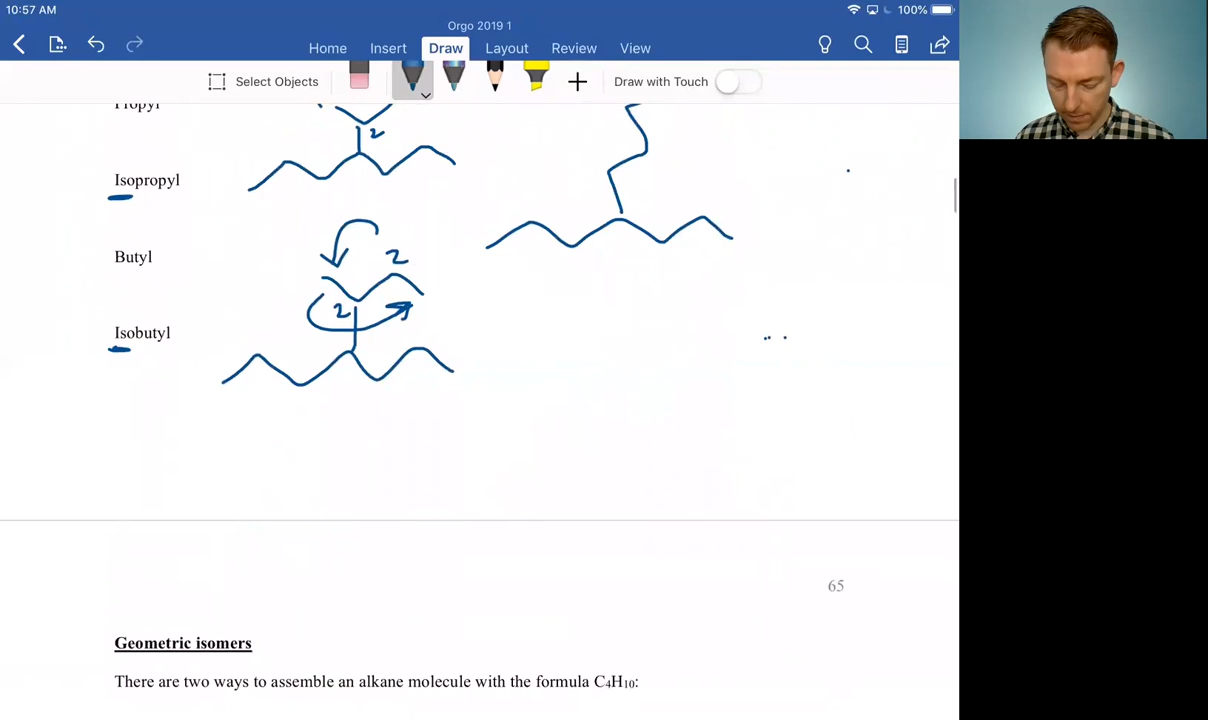 10:57 AM
100%
Orgo 2019 1
Home Insert Draw Layout Review View
Select Objects
Draw with Touch
Propyl
2
Isopropyl
Butyl
2
2
Isobutyl
65
Geometric isomers
There are two ways to assemble an alkane molecule with the formula C₄H₁₀: